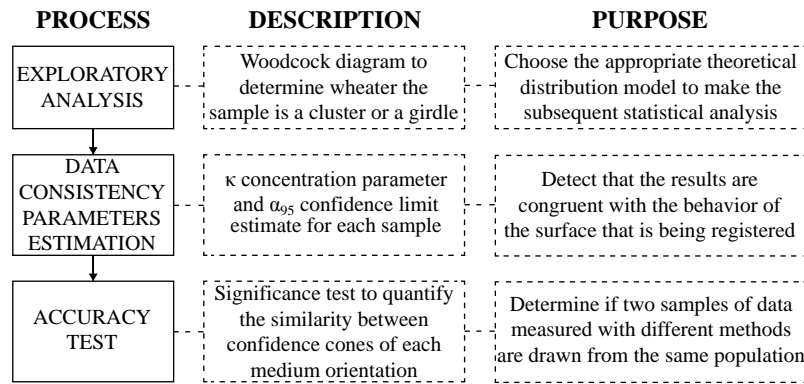 PROCESS
DESCRIPTION
PURPOSE
EXPLORATORY
ANALYSIS
Woodcock diagram to
determine wheater the
sample is a cluster or a girdle
Choose the appropriate theoretical
distribution model to make the
subsequent statistical analysis
DATA
CONSISTENCY
PARAMETERS
ESTIMATION
κ concentration parameter
and α95 confidence limit
estimate for each sample
Detect that the results are
congruent with the behavior of
the surface that is being registered
ACCURACY
TEST
Significance test to quantify
the similarity between
confidence cones of each
medium orientation
Determine if two samples of data
measured with different methods
are drawn from the same population